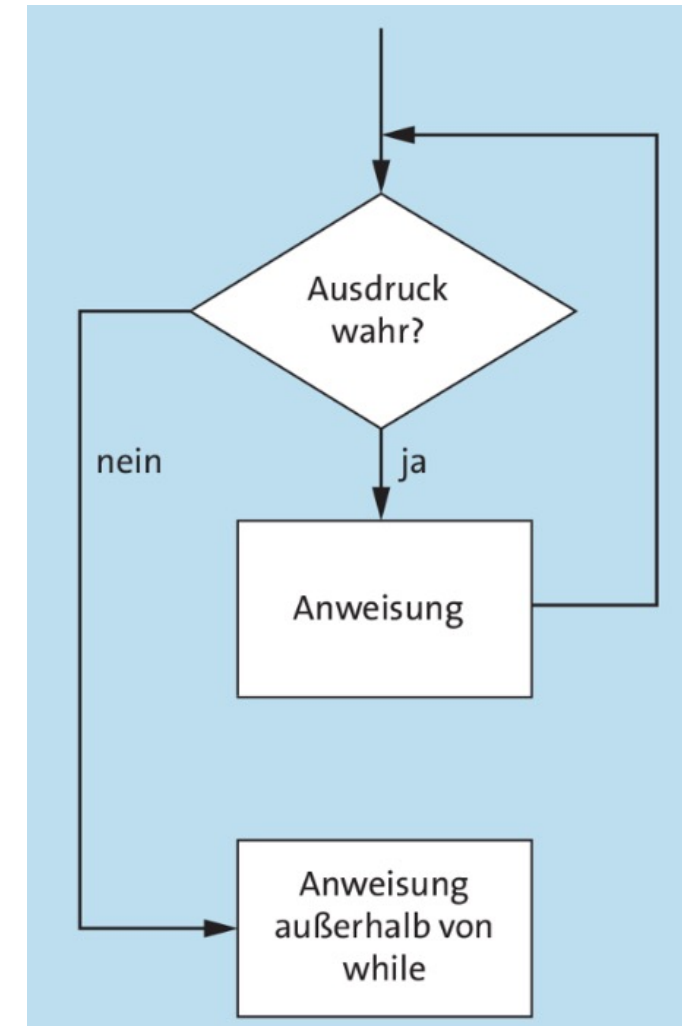 Ausdruck
wahr?
nein
ja
Anweisung
Anweisung
außerhalb von
while